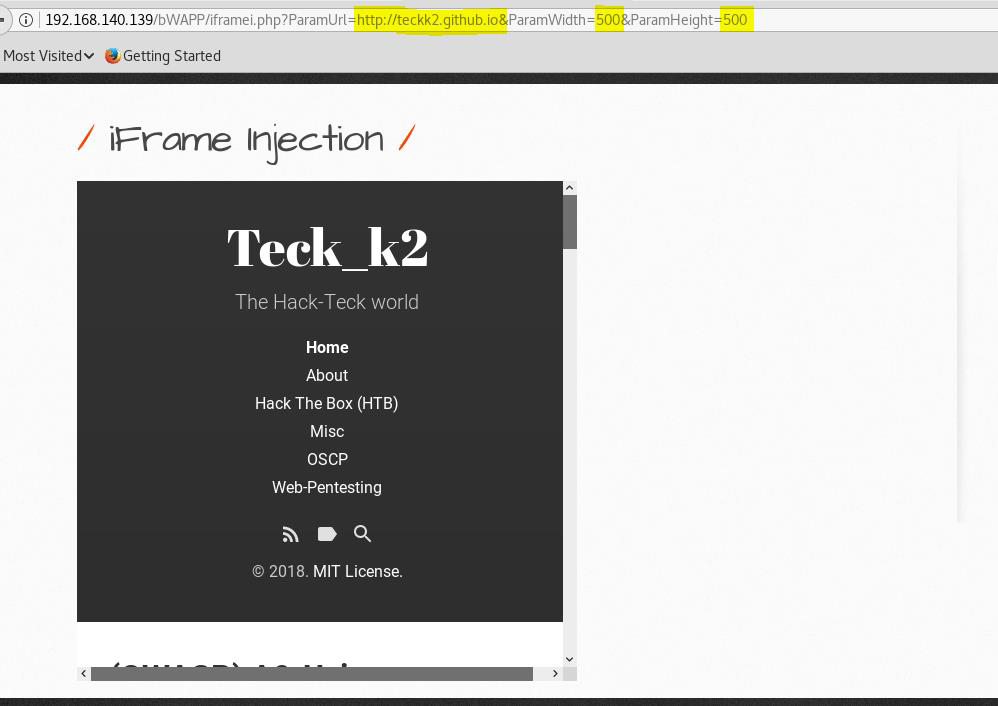 192.168.140.139/bWAPP/iframei.php?ParamUrl=http://teckk2.github.io&ParamWidth=500&ParamHeight=500
Most Visited Getting Started
/ iFrame Injection /
Teck_k2
The Hack-Teck world
Home
About
Hack The Box (HTB)
Misc
OSCP
Web-Pentesting
© 2018. MIT License.